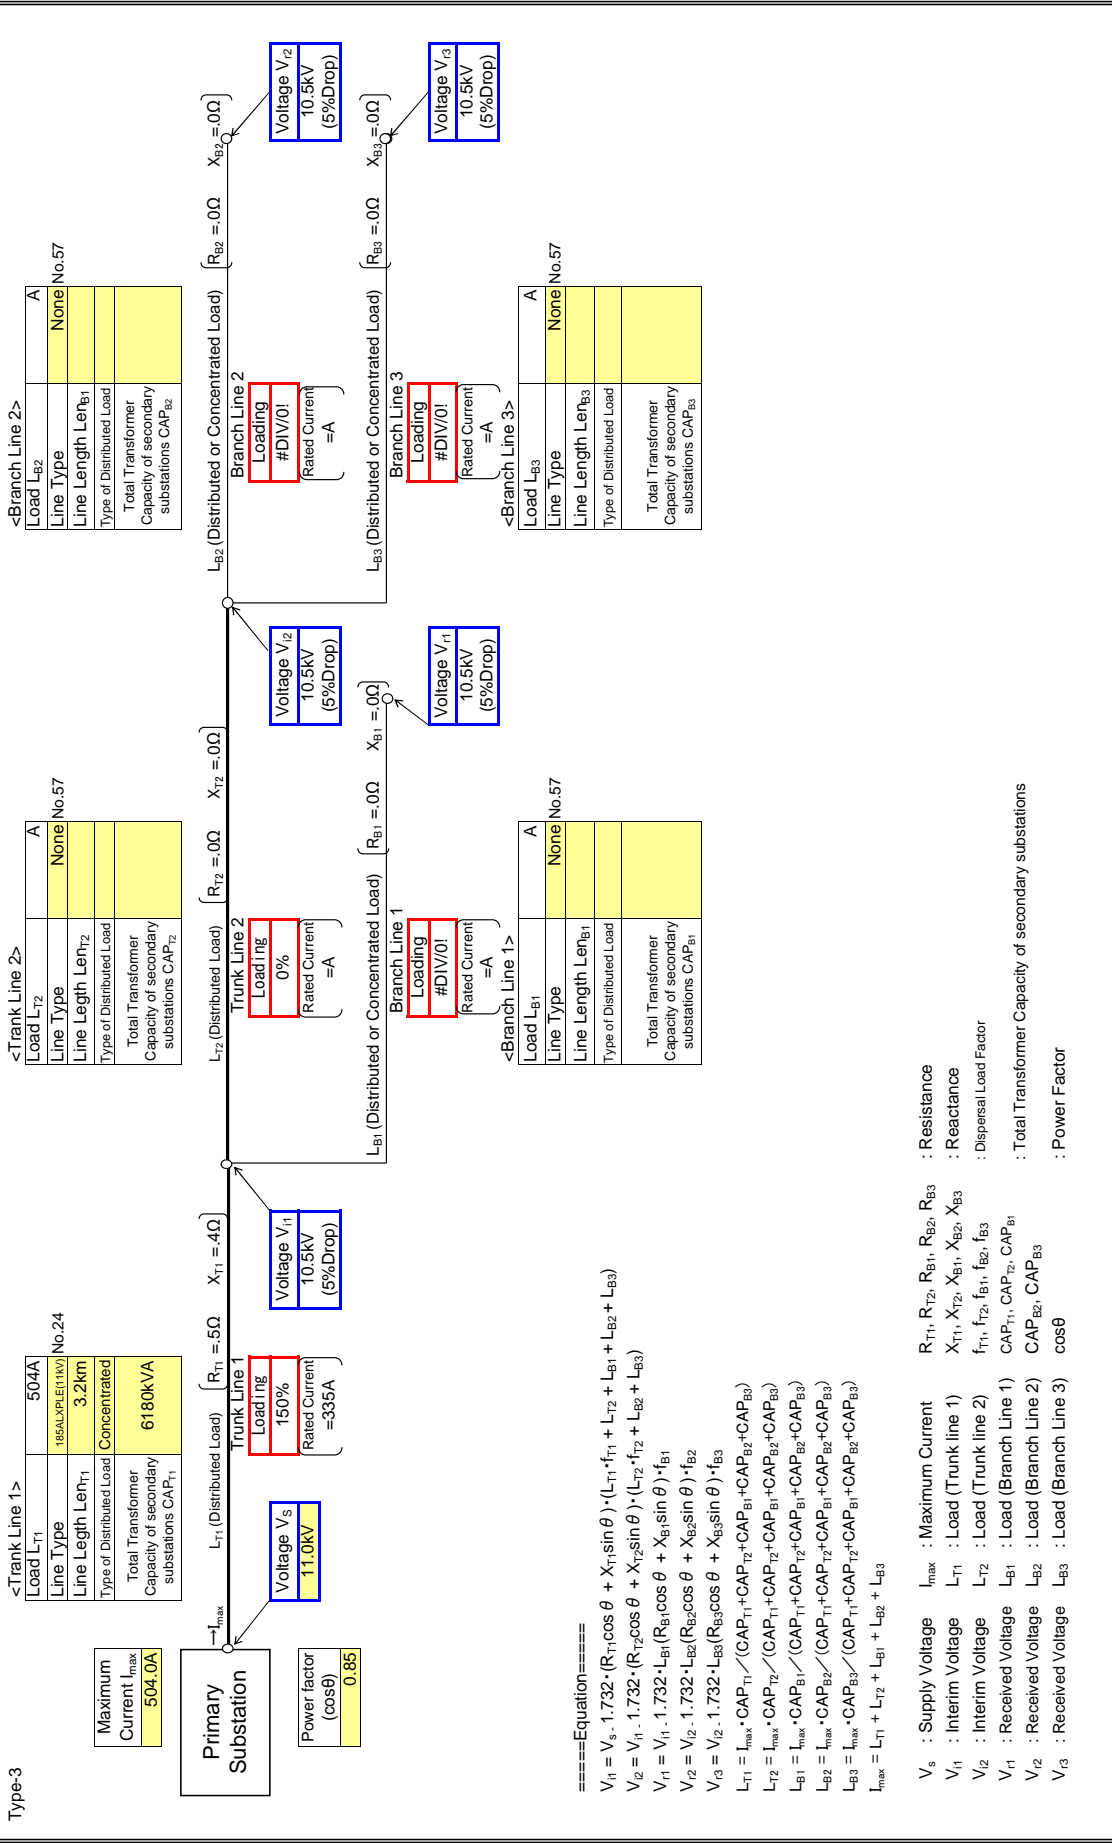 Type-3
Maximum
Current Imax
504.0A
Primary
Substation
Power factor
(cosθ)
0.85
→Imax
Voltage VS
11.0kV
<Trank Line 1>
Load LT1 504A
Line Type 185ALXPLE(11kV) No.24
Line Legth LenT1 3.2km
Type of Distributed Load Concentrated
Total Transformer
Capacity of secondary
substations CAPT1
6180kVA
LT1 (Distributed Load) RT1 =.5Ω XT1 =.4Ω
Trunk Line 1
Loading
150%
Rated Current
=335A
Voltage Vi1
10.5kV
(5%Drop)
<Trank Line 2>
Load LT2 A
Line Type None No.57
Line Length LenT2
Type of Distributed Load
Total Transformer
Capacity of secondary
substations CAPT2
LT2 (Distributed Load) RT2 =.0Ω XT2 =.0Ω
Trunk Line 2
Loading
0%
Rated Current
=A
Voltage Vi2
10.5kV
(5%Drop)
LB1 (Distributed or Concentrated Load) RB1 =.0Ω XB1 =.0Ω
Branch Line 1
Loading
#DIV/0!
Rated Current
=A
Voltage Vr1
10.5kV
(5%Drop)
<Branch Line 1>
Load LB1 A
Line Type None No.57
Line Length LenB1
Type of Distributed Load
Total Transformer
Capacity of secondary
substations CAPB1
<Branch Line 2>
Load LB2 A
Line Type None No.57
Line Length LenB1
Type of Distributed Load
Total Transformer
Capacity of secondary
substations CAPB2
LB2 (Distributed or Concentrated Load) RB2 =.0Ω XB2 =.0Ω
Branch Line 2
Loading
#DIV/0!
Rated Current
=A
Voltage Vr2
10.5kV
(5%Drop)
LB3 (Distributed or Concentrated Load) RB3 =.0Ω XB3 =.0Ω
Branch Line 3
Loading
#DIV/0!
Rated Current
=A
Voltage Vr3
10.5kV
(5%Drop)
<Branch Line 3>
Load LB3 A
Line Type None No.57
Line Length LenB3
Type of Distributed Load
Total Transformer
Capacity of secondary
substations CAPB3
=====Equation=====
Vi1 = Vs - 1.732・(RT1cos θ + XT1sin θ)・(LT1・fT1 + LT2 + LB1 + LB2 + LB3)
Vi2 = Vi1 - 1.732・(RT2cos θ + XT2sin θ)・(LT2・fT2 + LB2 + LB3)
Vr1 = Vi1 - 1.732・LB1(RB1cos θ + XB1sin θ)・fB1
Vr2 = Vi2 - 1.732・LB2(RB2cos θ + XB2sin θ)・fB2
Vr3 = Vi2 - 1.732・LB3(RB3cos θ + XB3sin θ)・fB3
LT1 = Imax・CAPT1／(CAPT1+CAPT2+CAPB1+CAPB2+CAPB3)
LT2 = Imax・CAPT2／(CAPT1+CAPT2+CAPB1+CAPB2+CAPB3)
LB1 = Imax・CAPB1／(CAPT1+CAPT2+CAPB1+CAPB2+CAPB3)
LB2 = Imax・CAPB2／(CAPT1+CAPT2+CAPB1+CAPB2+CAPB3)
LB3 = Imax・CAPB3／(CAPT1+CAPT2+CAPB1+CAPB2+CAPB3)
Imax = LT1 + LT2 + LB1 + LB2 + LB3
Vs : Supply Voltage Imax : Maximum Current RT1, RT2, RB1, RB2, RB3 : Resistance
Vi1 : Interim Voltage LT1 : Load (Trunk line 1) XT1, XT2, XB1, XB2, XB3 : Reactance
Vi2 : Interim Voltage LT2 : Load (Trunk line 2) fT1, fT2, fB1, fB2, fB3 : Dispersal Load Factor
Vr1 : Received Voltage LB1 : Load (Branch Line 1) CAPT1, CAPT2, CAPB1 : Total Transformer Capacity of secondary substations
Vr2 : Received Voltage LB2 : Load (Branch Line 2) CAPB2, CAPB3
Vr3 : Received Voltage LB3 : Load (Branch Line 3) cosθ : Power Factor